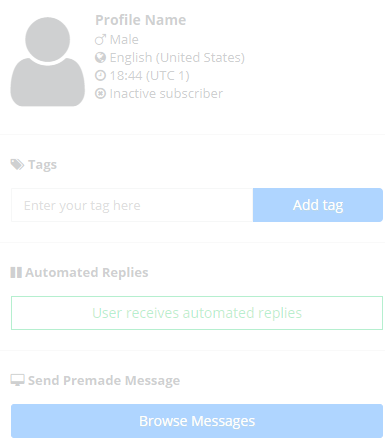 Profile Name
Male
English (United States)
18:44 (UTC 1)
Inactive subscriber
Tags
Enter your tag here
Add tag
Automated Replies
User receives automated replies
Send Premade Message
Browse Messages